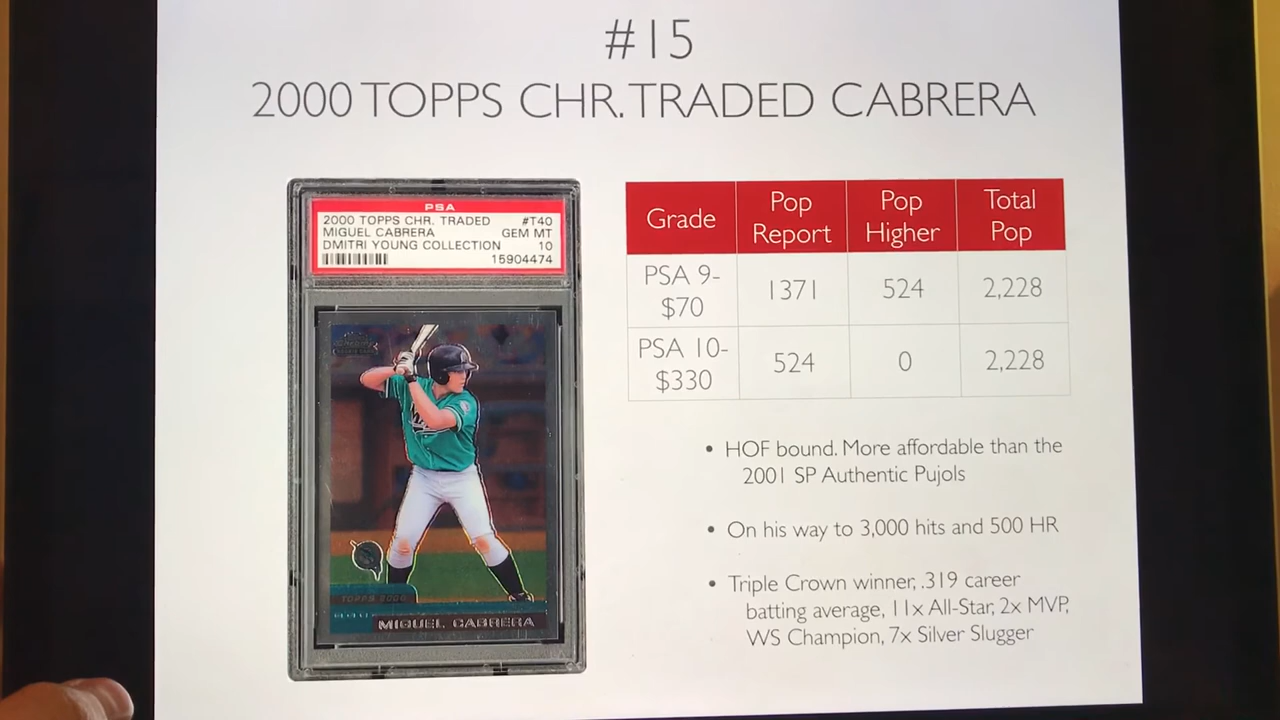 #15
2000 TOPPS CHR. TRADED CABRERA
PSA
2000 TOPPS CHR. TRADED #T40
MIGUEL CABRERA GEM MT
DMITRI YOUNG COLLECTION 10
15904474
TOPPS 2000
MIGUEL CABRERA
Grade Pop Report Pop Higher Total Pop
PSA 9- $70 1371 524 2,228
PSA 10- $330 524 0 2,228
• HOF bound. More affordable than the
2001 SP Authentic Pujols
• On his way to 3,000 hits and 500 HR
• Triple Crown winner, .319 career
batting average, 11x All-Star, 2x MVP,
WS Champion, 7x Silver Slugger